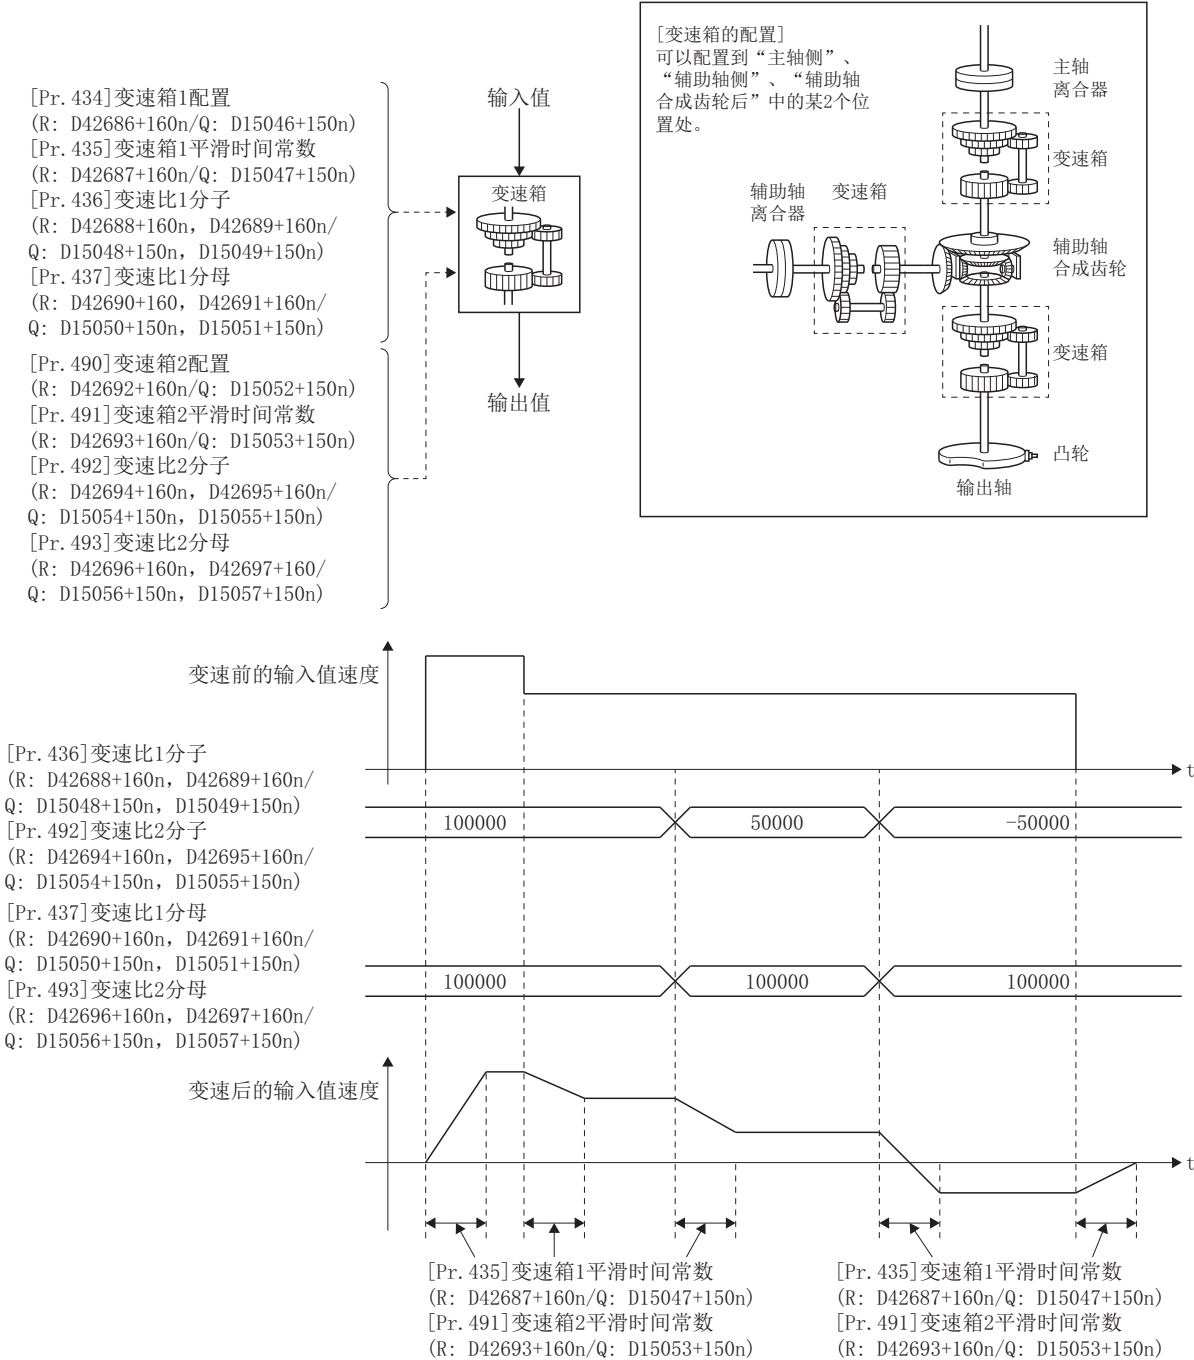 [Pr.434]变速箱1配置
(R: D42686+160n/Q: D15046+150n)
[Pr.435]变速箱1平滑时间常数
(R: D42687+160n/Q: D15047+150n)
[Pr.436]变速比1分子
(R: D42688+160n，D42689+160n/
Q: D15048+150n，D15049+150n)
[Pr.437]变速比1分母
(R: D42690+160，D42691+160n/
Q: D15050+150n，D15051+150n)
[Pr.490]变速箱2配置
(R: D42692+160n/Q: D15052+150n)
[Pr.491]变速箱2平滑时间常数
(R: D42693+160n/Q: D15053+150n)
[Pr.492]变速比2分子
(R: D42694+160n，D42695+160n/
Q: D15054+150n，D15055+150n)
[Pr.493]变速比2分母
(R: D42696+160n，D42697+160/
Q: D15056+150n，D15057+150n)
输入值
变速箱
输出值
[变速箱的配置]
可以配置到“主轴侧”、
“辅助轴侧”、“辅助轴
合成齿轮后”中的某2个位
置处。
主轴
离合器
变速箱
辅助轴
离合器
变速箱
辅助轴
合成齿轮
变速箱
凸轮
输出轴
变速前的输入值速度
t
[Pr.436]变速比1分子
(R: D42688+160n，D42689+160n/
Q: D15048+150n，D15049+150n)
[Pr.492]变速比2分子
(R: D42694+160n，D42695+160n/
Q: D15054+150n，D15055+150n)
100000
50000
-50000
[Pr.437]变速比1分母
(R: D42690+160n，D42691+160n/
Q: D15050+150n，D15051+150n)
[Pr.493]变速比2分母
(R: D42696+160n，D42697+160n/
Q: D15056+150n，D15057+150n)
100000
100000
100000
变速后的输入值速度
t
[Pr.435]变速箱1平滑时间常数
(R: D42687+160n/Q: D15047+150n)
[Pr.491]变速箱2平滑时间常数
(R: D42693+160n/Q: D15053+150n)
[Pr.435]变速箱1平滑时间常数
(R: D42687+160n/Q: D15047+150n)
[Pr.491]变速箱2平滑时间常数
(R: D42693+160n/Q: D15053+150n)